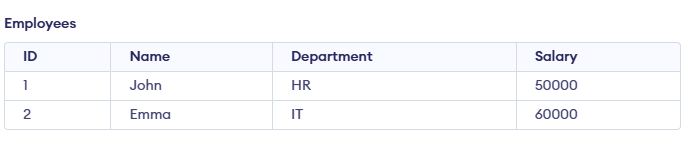 Employees
ID Name Department Salary
1 John HR 50000
2 Emma IT 60000